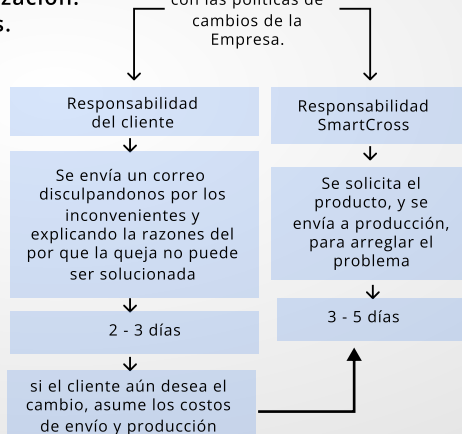 zación.
s.
con las políticas de
cambios de la
Empresa.
Responsabilidad
del cliente
Se envía un correo
disculpandonos por los
inconvenientes y
explicando la razones del
por que la queja no puede
ser solucionada
2 - 3 días
si el cliente aún desea el
cambio, asume los costos
de envío y producción
Responsabilidad
SmartCross
Se solicita el
producto, y se
envía a producción,
para arreglar el
problema
3 - 5 días